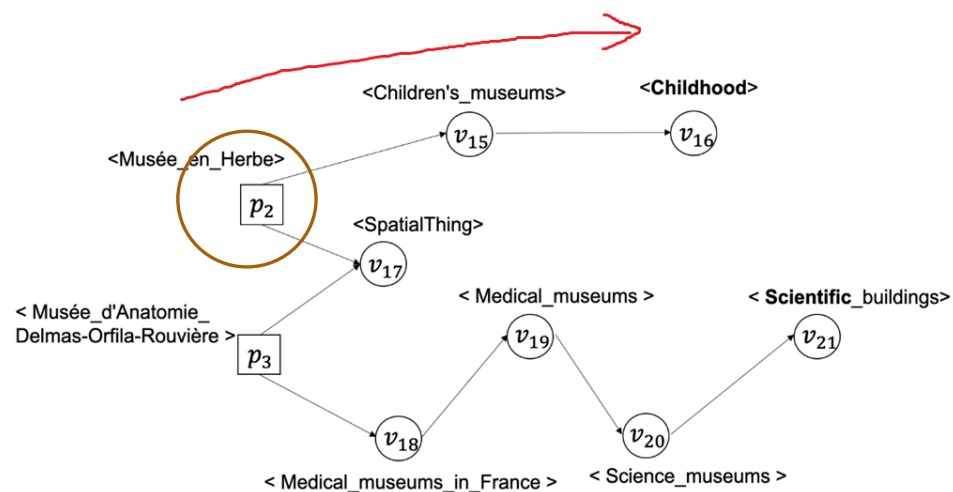 <Children's_museums>
<Childhood>
v15
v16
<Musée_en_Herbe>
p2
<SpatialThing>
v17
< Medical_museums >
< Scientific_buildings>
< Musée_d'Anatomie_
Delmas-Orfila-Rouvière >
v19
v21
p3
v18
v20
< Medical_museums_in_France >
< Science_museums >